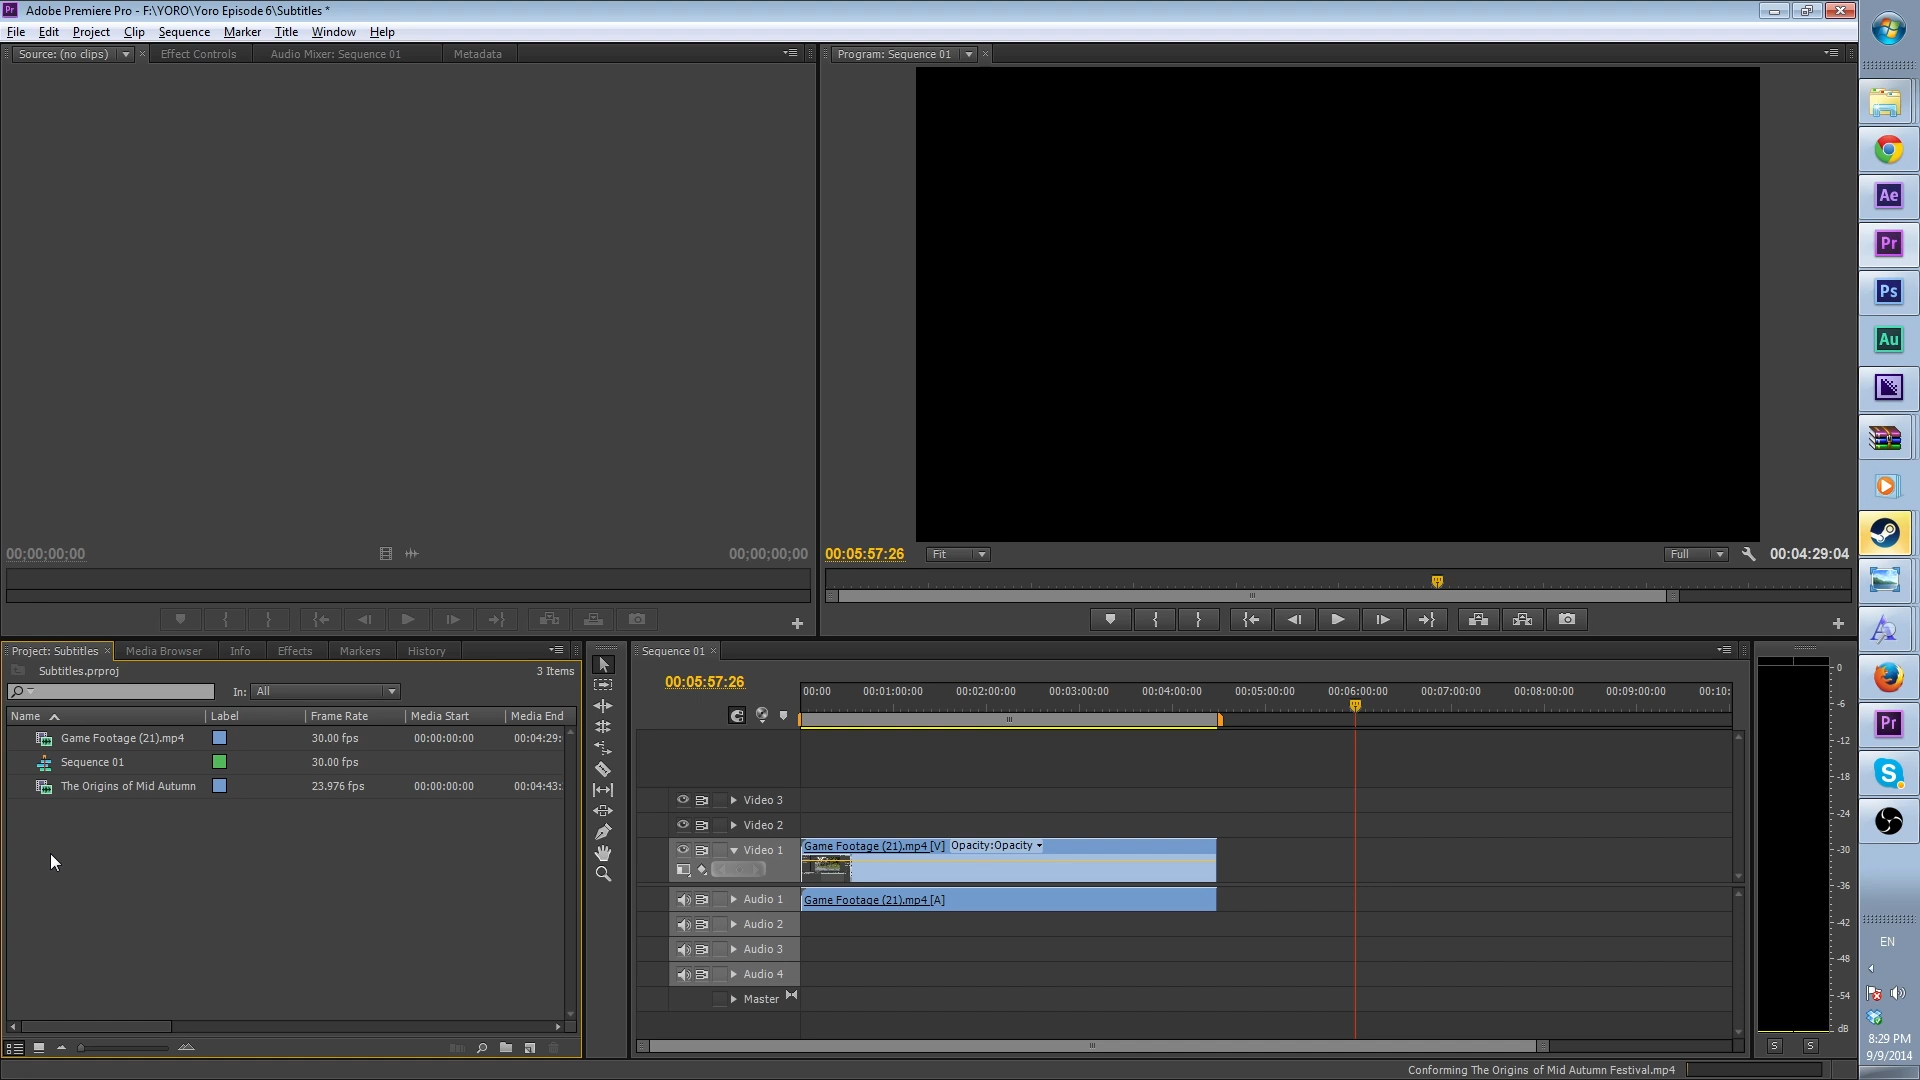 Adobe Premiere Pro - F:\YORO\Yoro Episode 6\Subtitles *
File Edit Project Clip Sequence Marker Title Window Help
Source: (no clips) Effect Controls Audio Mixer: Sequence 01 Metadata
Program: Sequence 01
Ae
Pr
Ps
Au
00;00;00;00 00;00;00;00
00:05:57:26 Fit Full 00:04:29:04
Project: Subtitles Media Browser Info Effects Markers History
Subtitles.prproj 3 Items
In: All
Name Label Frame Rate Media Start Media End
Game Footage (21).mp4 30.00 fps 00:00:00:00 00:04:29:
Sequence 01 30.00 fps
The Origins of Mid Autumn 23.976 fps 00:00:00:00 00:04:43:
Sequence 01
00:05:57:26
00:00 00:01:00:00 00:02:00:00 00:03:00:00 00:04:00:00 00:05:00:00 00:06:00:00 00:07:00:00 00:08:00:00 00:09:00:00 00:10:
Video 3
Video 2
Video 1 Game Footage (21).mp4 [V] Opacity:Opacity
Audio 1 Game Footage (21).mp4 [A]
Audio 2
Audio 3
Audio 4
Master
0
-6
-12
-18
-24
-30
-36
-42
-48
-54
dB
S S
Pr
EN
8:29 PM
9/9/2014
Conforming The Origins of Mid Autumn Festival.mp4